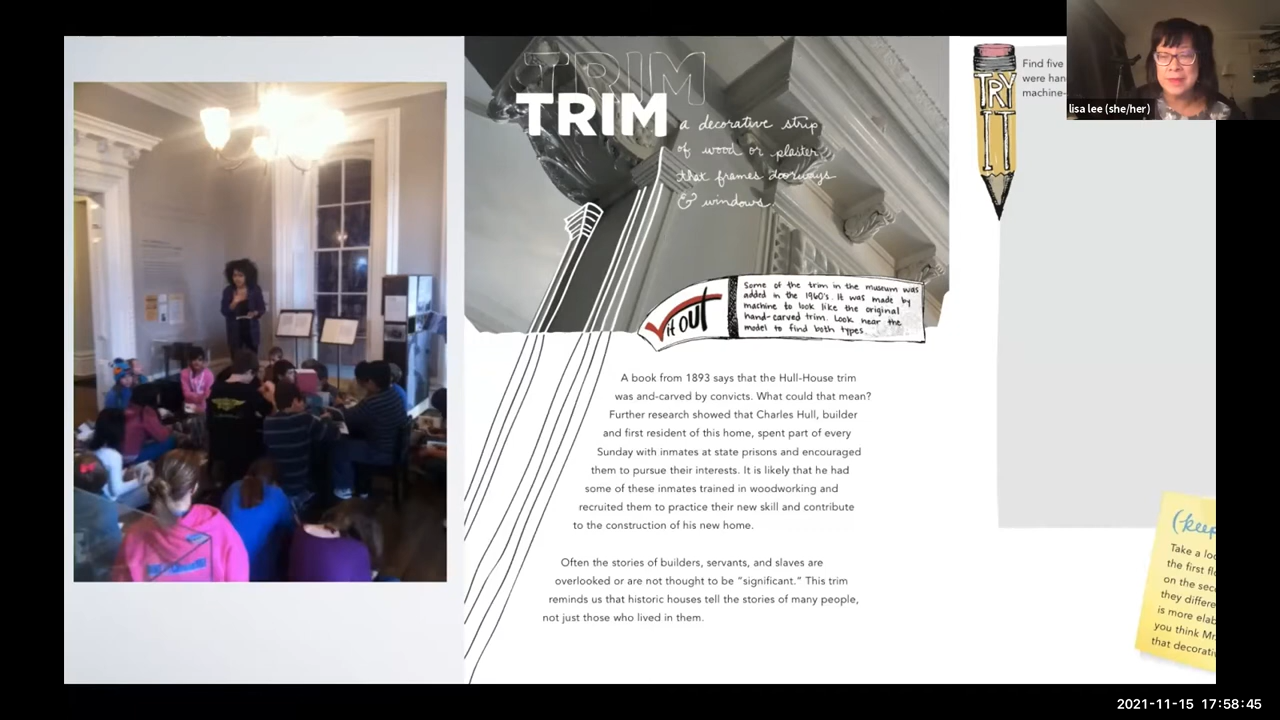 TRIM
TRIM
a decorative strip
of wood or plaster
that frames doorways
& windows.
✓it out
Some of the trim in the museum was
added in the 1960's. It was made by
machine to look like the original
hand-carved trim. Look near the
model to find both types.
A book from 1893 says that the Hull-House trim
was and-carved by convicts. What could that mean?
Further research showed that Charles Hull, builder
and first resident of this home, spent part of every
Sunday with inmates at state prisons and encouraged
them to pursue their interests. It is likely that he had
some of these inmates trained in woodworking and
recruited them to practice their new skill and contribute
to the construction of his new home.
Often the stories of builders, servants, and slaves are
overlooked or are not thought to be “significant.” This trim
reminds us that historic houses tell the stories of many people,
not just those who lived in them.
TRY
IT
Find five
were han
machine-
(keep
Take a loo
the first fl
on the sec
they differe
is more elab
you think Mr.
that decorati
lisa lee (she/her)
2021-11-15 17:58:45